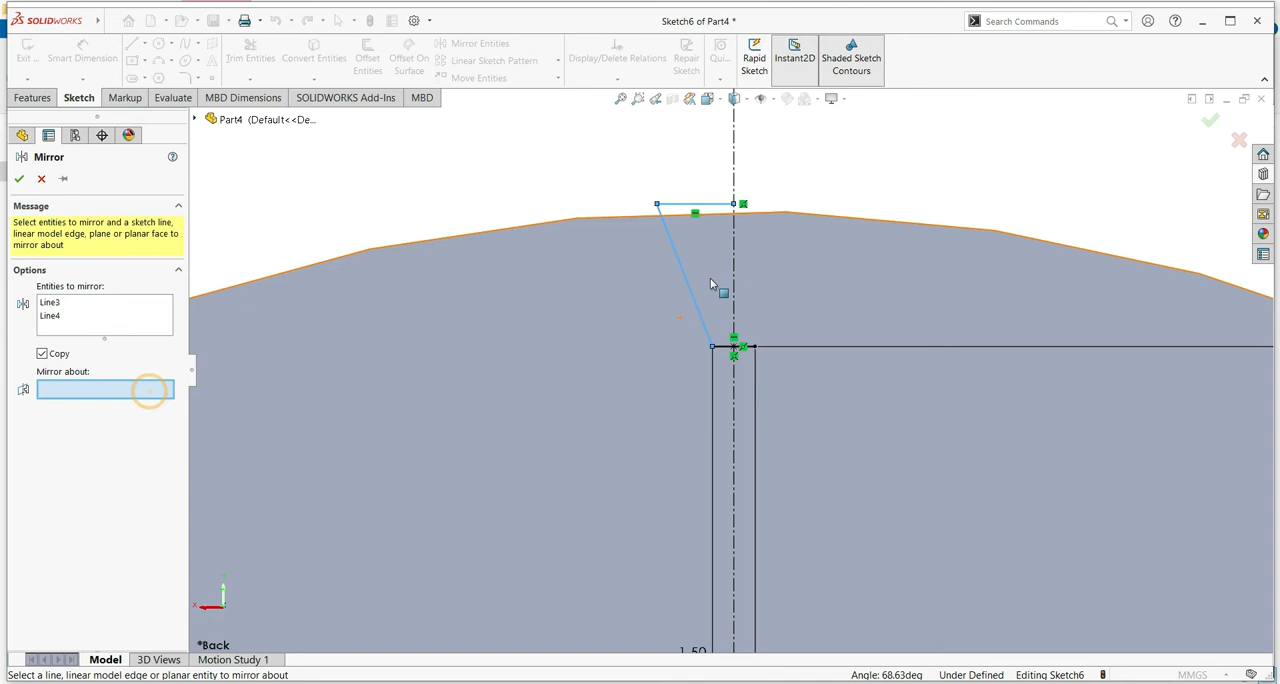 SOLIDWORKS
Sketch6 of Part4 *
Search Commands
Exit ...
Smart Dimension
Trim Entities
Convert Entities
Offset Entities
Offset On Surface
Mirror Entities
Linear Sketch Pattern
Move Entities
Display/Delete Relations
Repair Sketch
Qui...
Rapid Sketch
Instant2D
Shaded Sketch Contours
Features
Sketch
Markup
Evaluate
MBD Dimensions
SOLIDWORKS Add-Ins
MBD
Part4 (Default<<De...
Mirror
Message
Select entities to mirror and a sketch line,
linear model edge, plane or planar face to
mirror about
Options
Entities to mirror:
Line3
Line4
Copy
Mirror about:
X
*Back
1.50
Model
3D Views
Motion Study 1
Select a line, linear model edge or planar entity to mirror about
Angle: 68.63deg
Under Defined
Editing Sketch6
MMGS